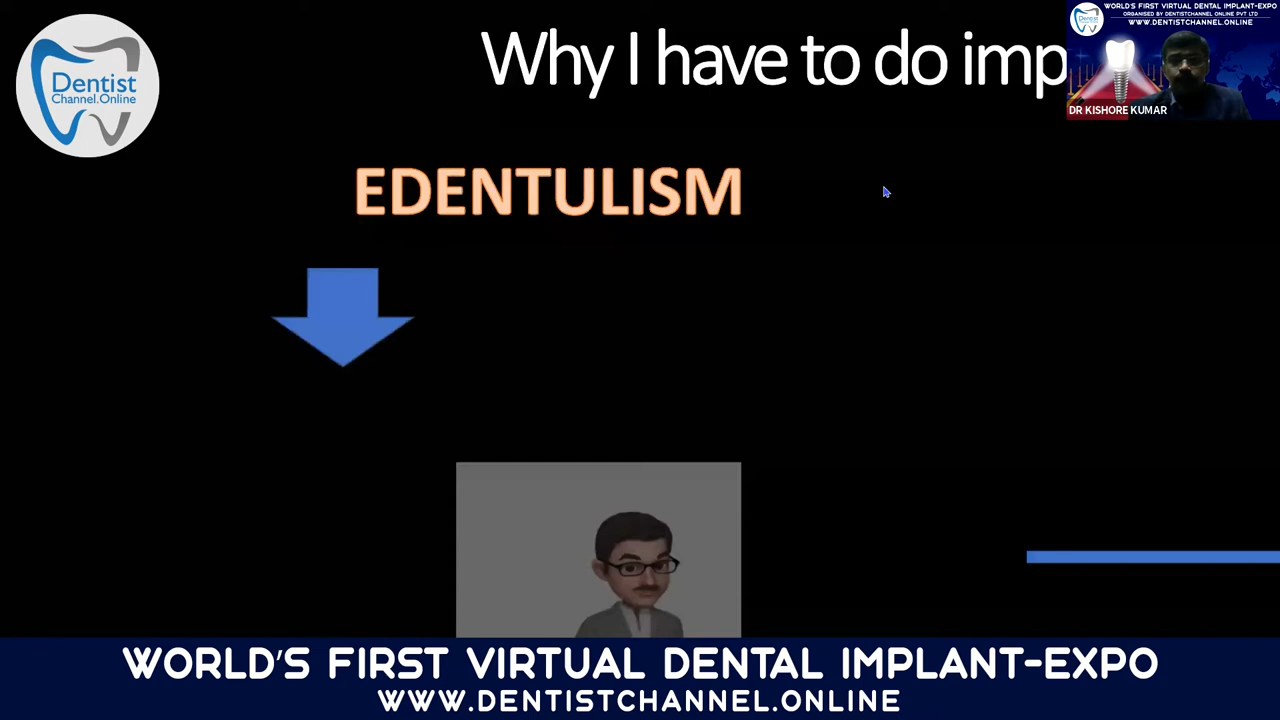 Dentist
Channel.Online
Why I have to do imp
WORLD'S FIRST VIRTUAL DENTAL IMPLANT-EXPO
ORGANISED BY DENTISTCHANNEL ONLINE PVT LTD
WWW.DENTISTCHANNEL.ONLINE
DR KISHORE KUMAR
EDENTULISM
WORLD'S FIRST VIRTUAL DENTAL IMPLANT-EXPO
WWW.DENTISTCHANNEL.ONLINE